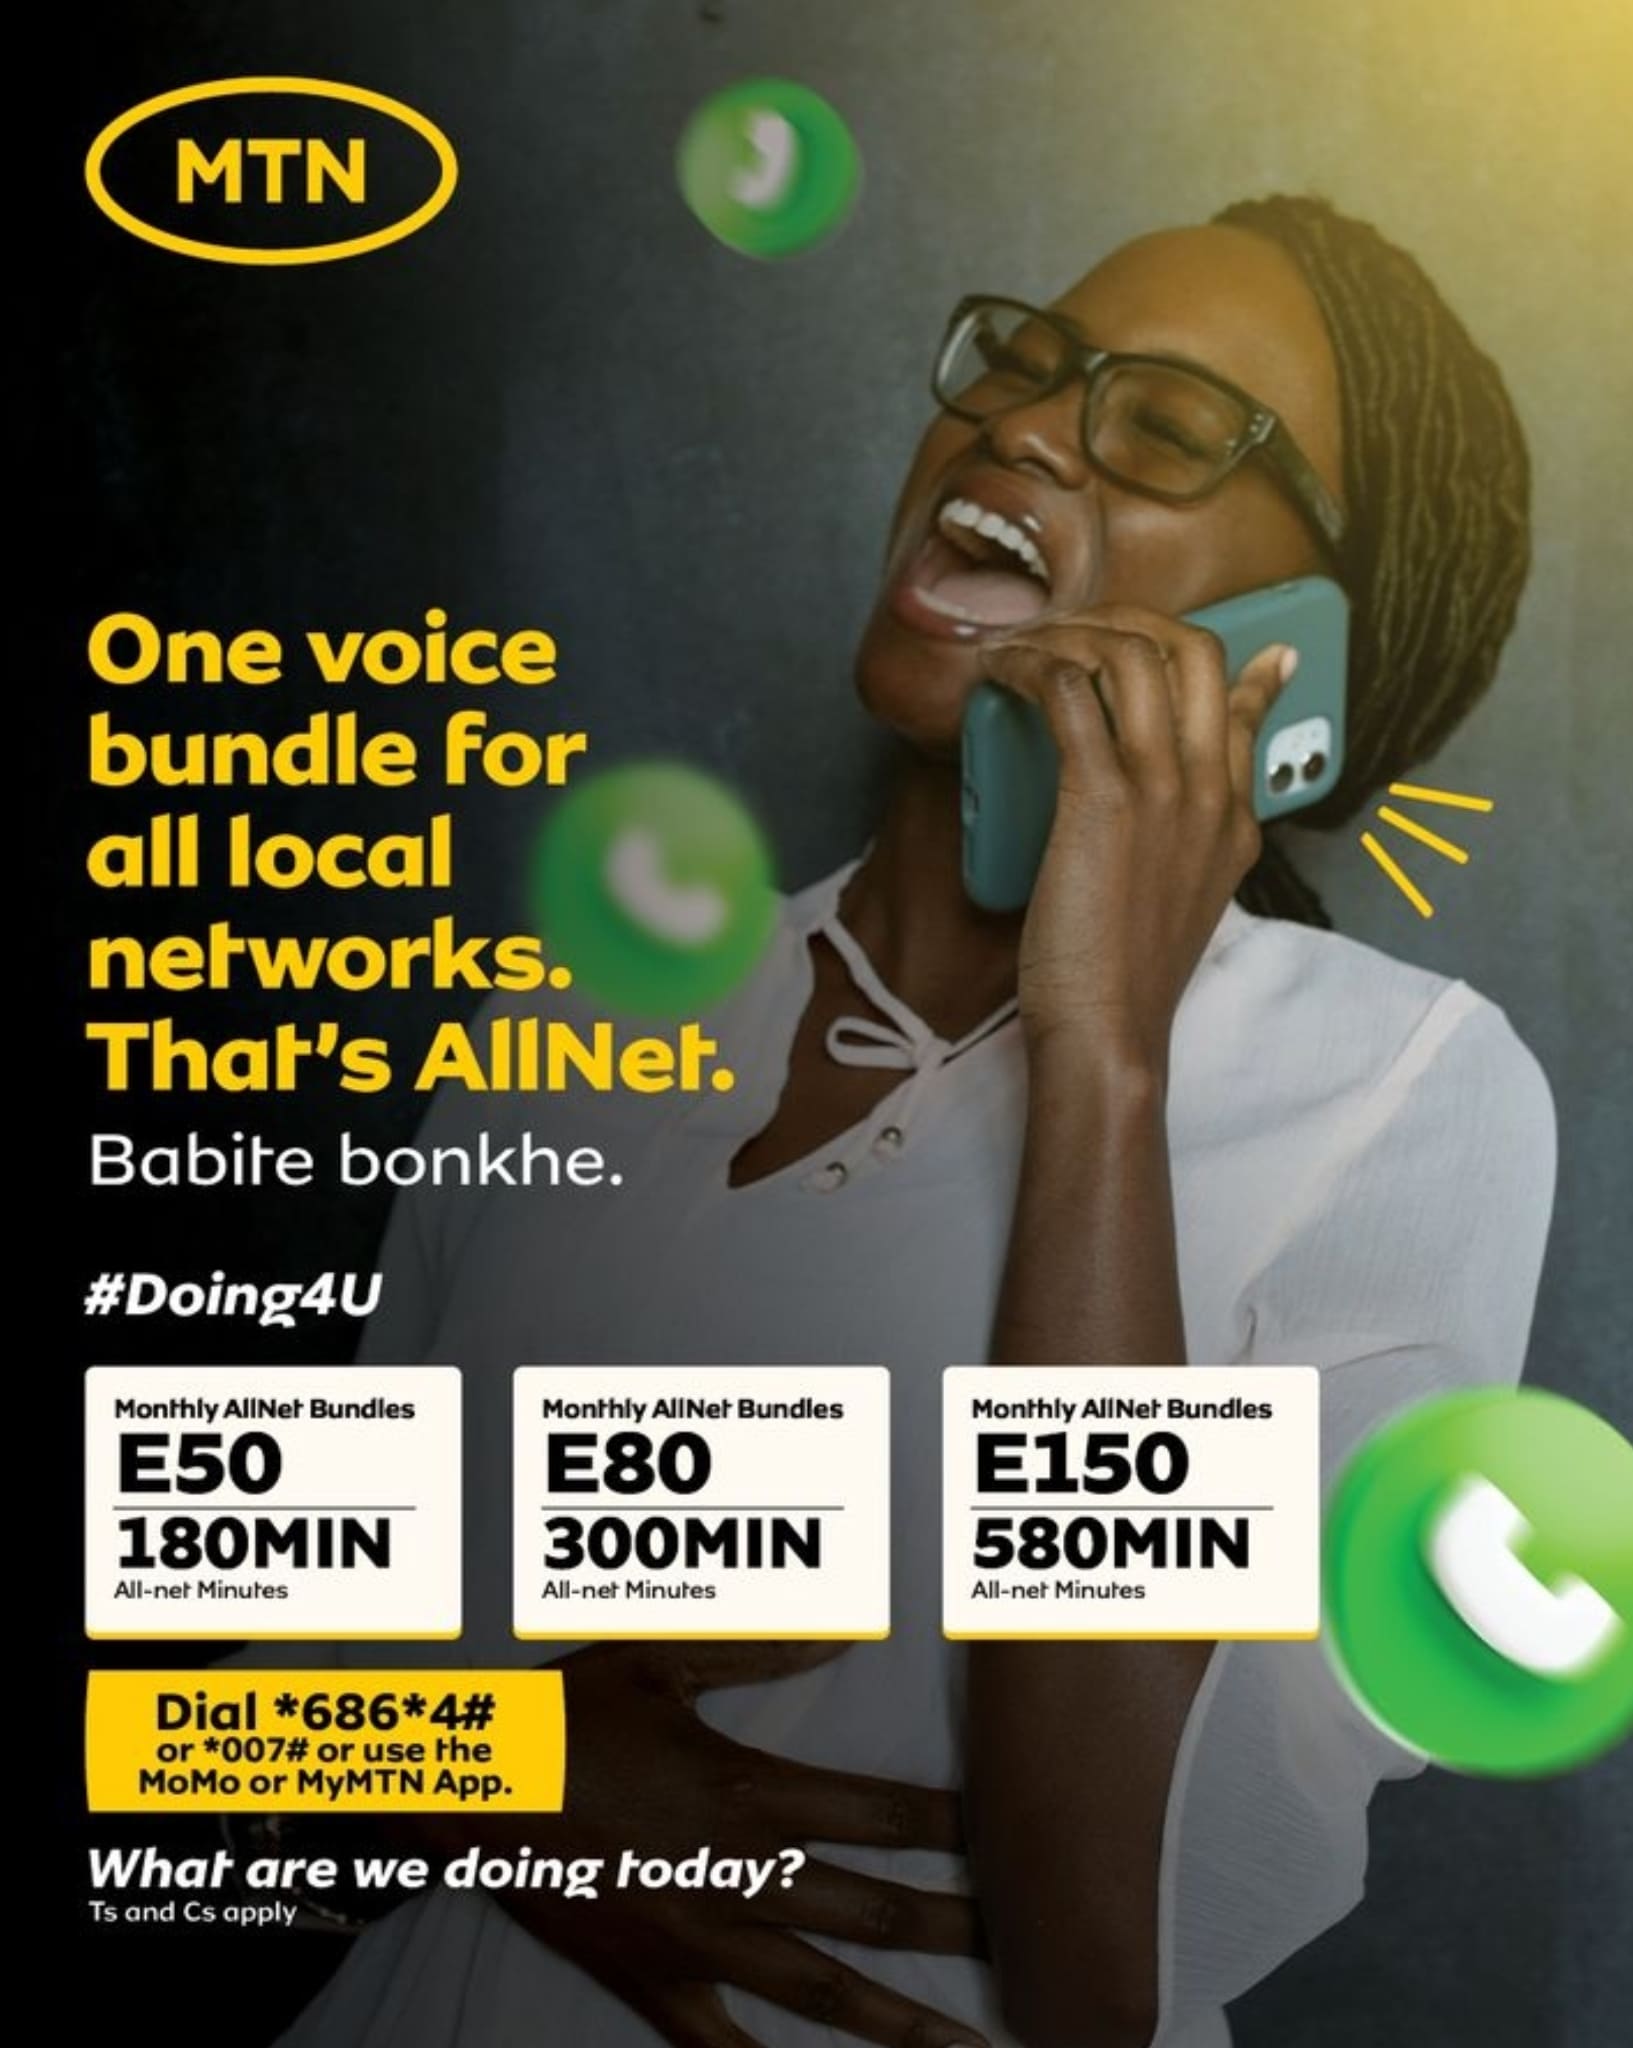 MTN
One voice
bundle for
all local
networks.
That's AllNet.
Babite bonkhe.
#Doing4U
Monthly AllNet Bundles
E50
180MIN
All-net Minutes
Monthly AllNet Bundles
E80
300MIN
All-net Minutes
Monthly AllNet Bundles
E150
580MIN
All-net Minutes
Dial *686*4#
or *007# or use the
MoMo or MyMTN App.
What are we doing today?
Ts and Cs apply